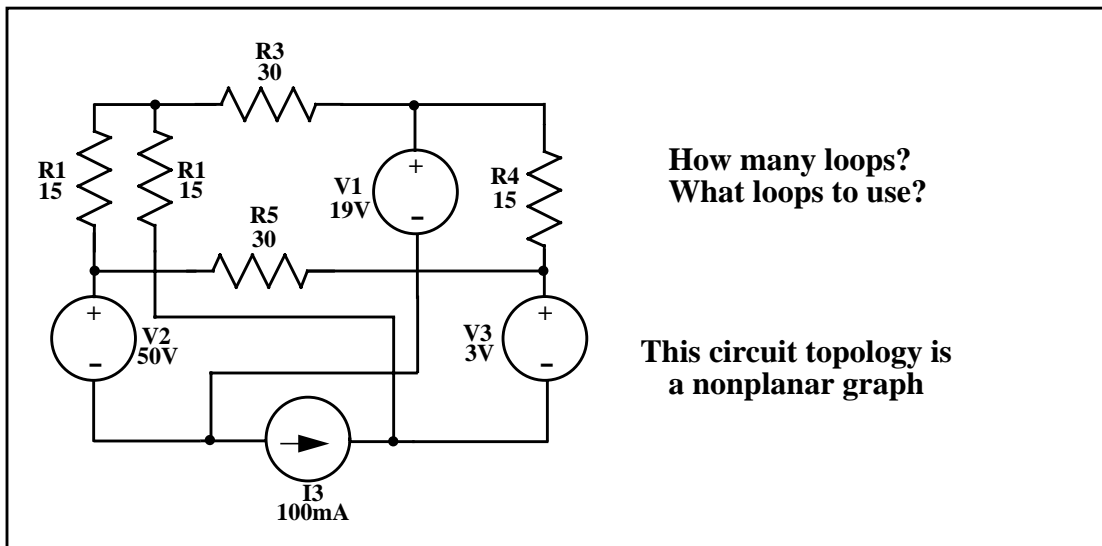 R3
30
R1
15
R1
15
+
V1
19V
-
R4
15
R5
30
+
V2
50V
-
+
V3
3V
-
I3
100mA
How many loops?
What loops to use?
This circuit topology is
a nonplanar graph